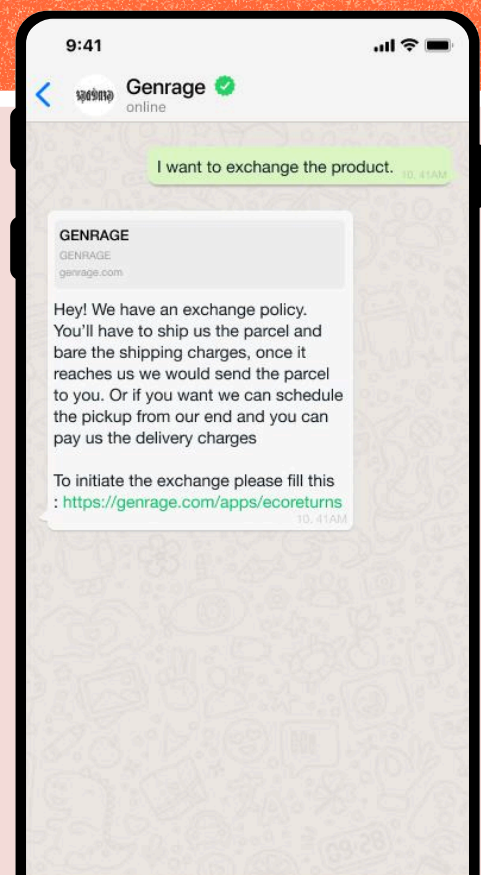 9:41
Genrage
online
I want to exchange the product.
10, 41AM
GENRAGE
GENRAGE
genrage.com
Hey! We have an exchange policy.
You'll have to ship us the parcel and
bare the shipping charges, once it
reaches us we would send the parcel
to you. Or if you want we can schedule
the pickup from our end and you can
pay us the delivery charges
To initiate the exchange please fill this
: https://genrage.com/apps/ecoreturns
10, 41AM